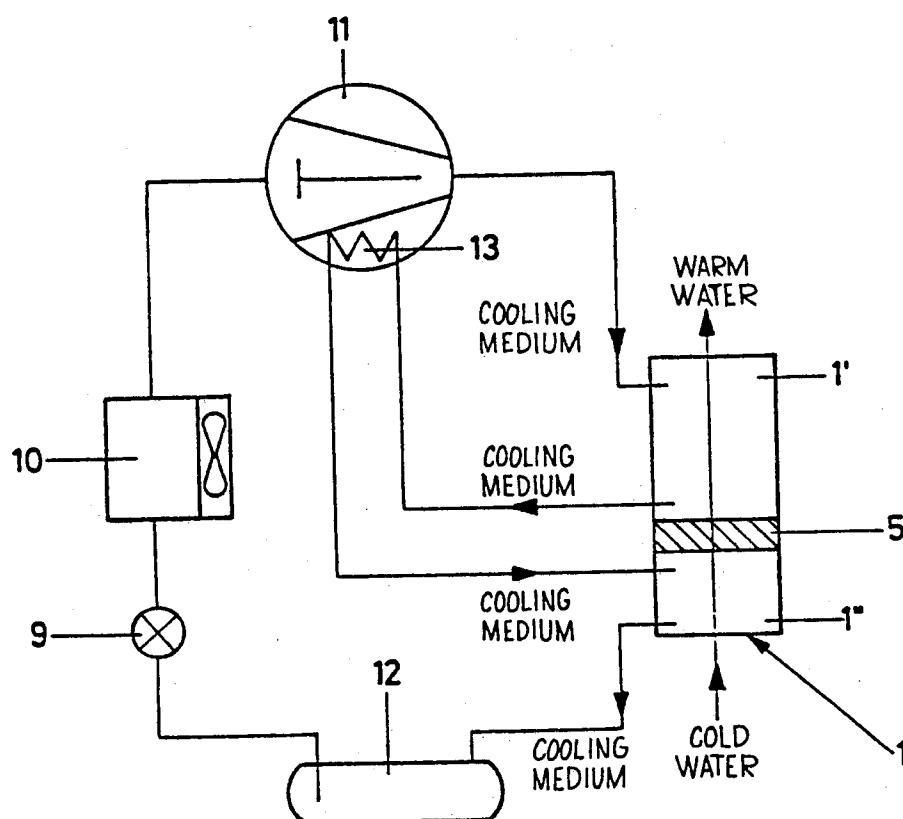 11
13
WARM
WATER
COOLING
MEDIUM
1'
10
COOLING
MEDIUM
5
COOLING
MEDIUM
1"
9
12
COOLING
MEDIUM
COLD
WATER
1